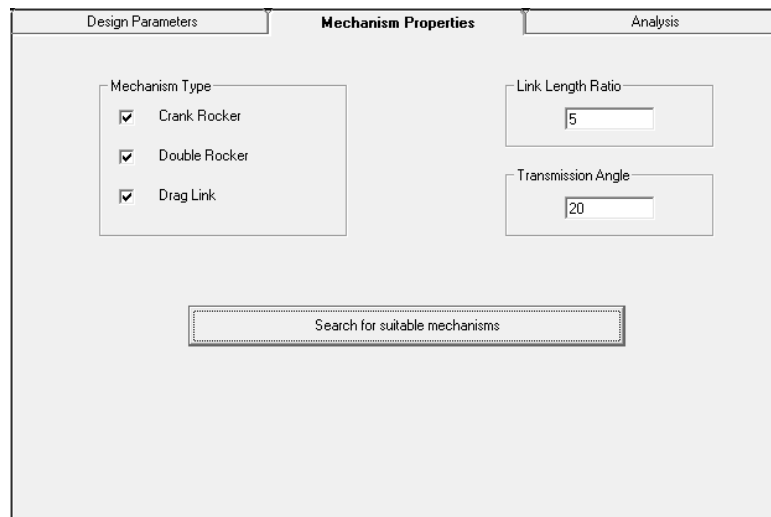 Design Parameters
Mechanism Properties
Analysis
Mechanism Type
Crank Rocker
Double Rocker
Drag Link
Link Length Ratio
5
Transmission Angle
20
Search for suitable mechanisms